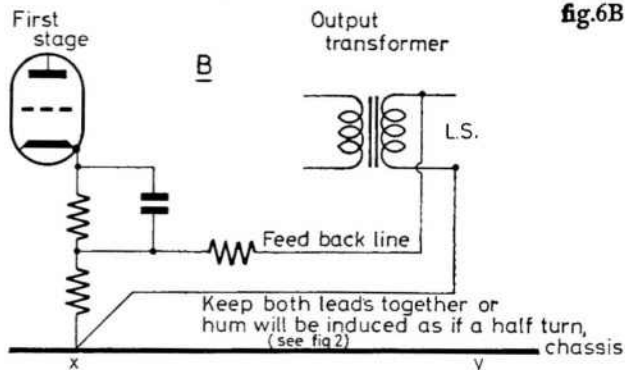 First
stage
B
Output
transformer
fig.6B
L.S.
Feed back line
Keep both leads together or
hum will be induced as if a half turn,
(see fig 2)
chassis
x
y